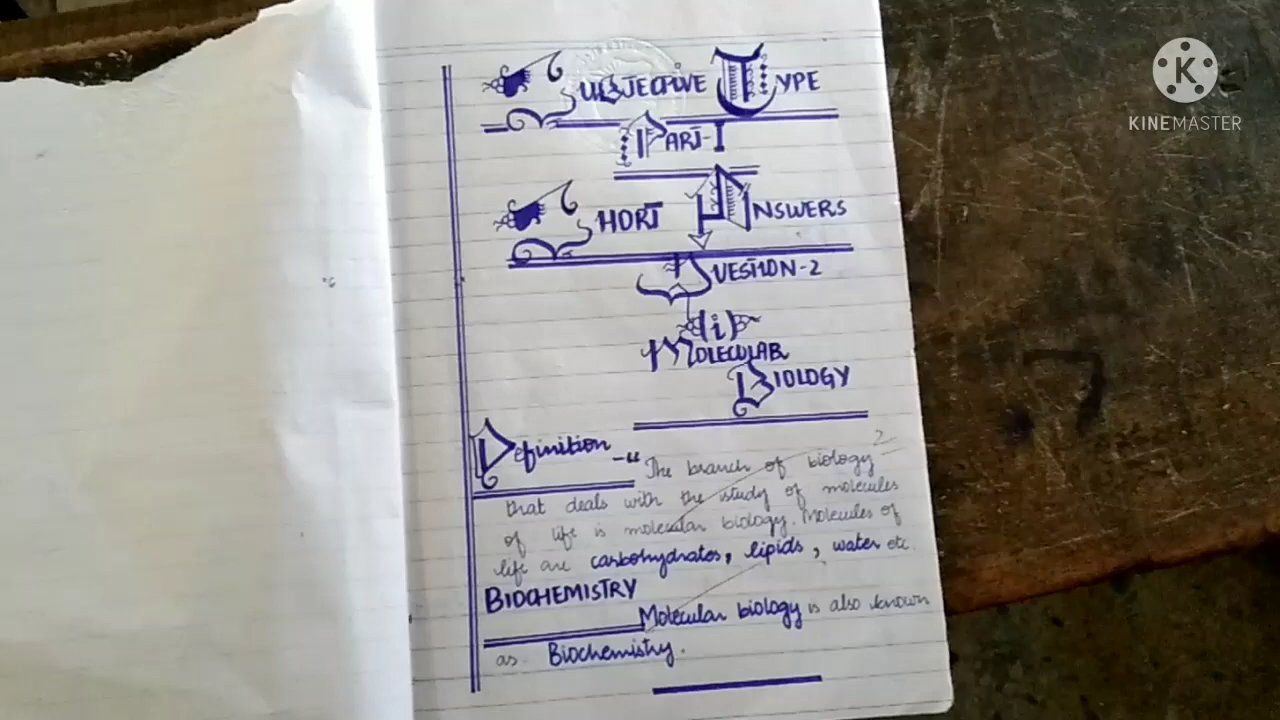 SUBJECTIVE TYPE
PART-I
SHORT ANSWERS
QUESTION-2
(i)
MOLECULAR
BIOLOGY
Definition -“ The branch of biology
that deals with the study of molecules
of life is molecular biology. Molecules of
life are carbohydrates, lipids, water etc.
BIOCHEMISTRY
Molecular biology is also known
as Biochemistry.
2
K
KINEMASTER